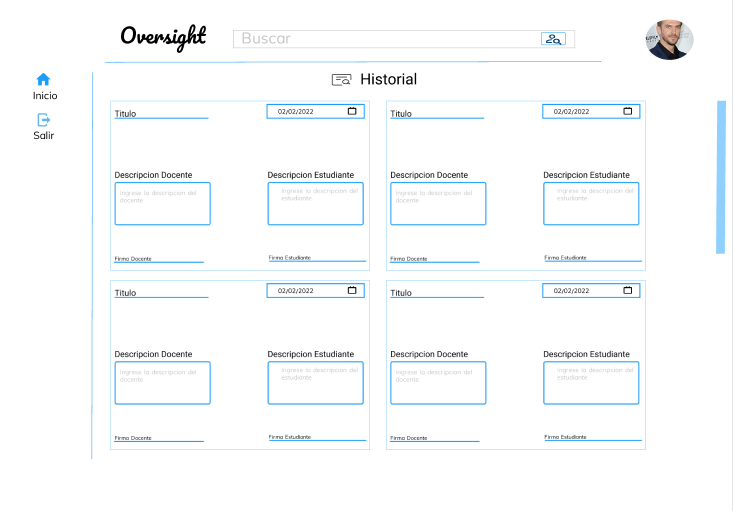 Oversight
Buscar
Inicio
Salir
Historial
Titulo
02/02/2022
Descripcion Docente
Descripcion Estudiante
Ingrese la descripcion del
docente
Ingrese la descripcion del
estudiante
Firma Docente
Firma Estudiante
Titulo
02/02/2022
Descripcion Docente
Descripcion Estudiante
Ingrese la descripcion del
docente
Ingrese la descripcion del
estudiante
Firma Docente
Firma Estudiante
Titulo
02/02/2022
Descripcion Docente
Descripcion Estudiante
Ingrese la descripcion del
docente
Ingrese la descripcion del
estudiante
Firma Docente
Firma Estudiante
Titulo
02/02/2022
Descripcion Docente
Descripcion Estudiante
Ingrese la descripcion del
docente
Ingrese la descripcion del
estudiante
Firma Docente
Firma Estudiante